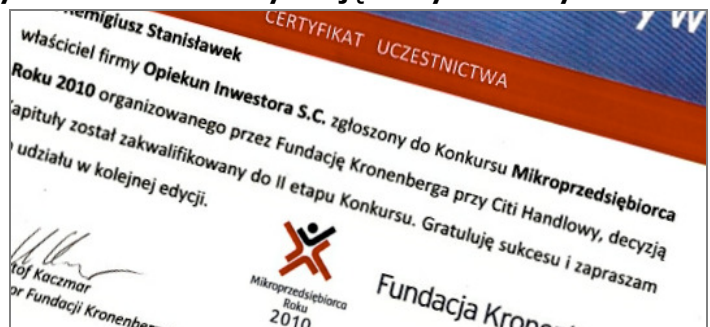 CERTYFIKAT UCZESTNICTWA
Remigiusz Stanisławek
właściciel firmy Opiekun Inwestora S.C. zgłoszony do Konkursu Mikroprzedsiębiorca
Roku 2010 organizowanego przez Fundację Kronenberga przy Citi Handlowy, decyzją
Kapituły został zakwalifikowany do II etapu Konkursu. Gratuluję sukcesu i zapraszam
udziału w kolejnej edycji.
Kaczmar
Fundacji
Mikroprzedsiębiorca
Roku
2010
Fundacja